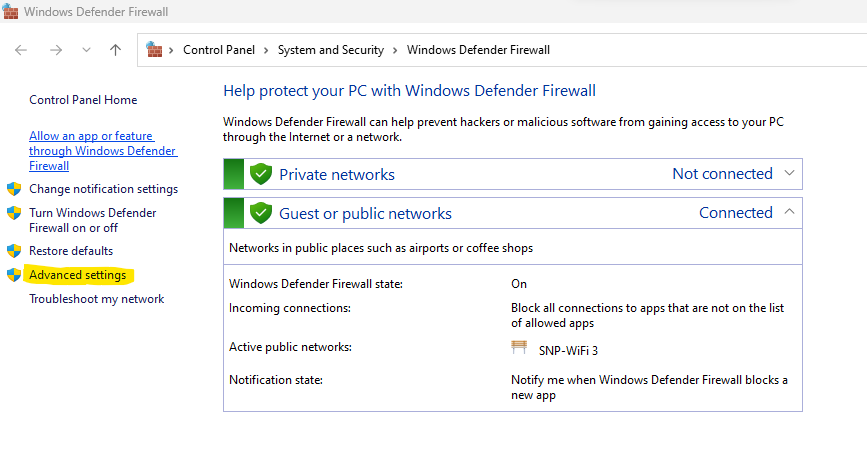 Windows Defender Firewall
Control Panel > System and Security > Windows Defender Firewall
Control Panel Home
Allow an app or feature
through Windows Defender
Firewall
Change notification settings
Turn Windows Defender
Firewall on or off
Restore defaults
Advanced settings
Troubleshoot my network
Help protect your PC with Windows Defender Firewall
Windows Defender Firewall can help prevent hackers or malicious software from gaining access to your PC
through the Internet or a network.
Private networks Not connected
Guest or public networks Connected
Networks in public places such as airports or coffee shops
Windows Defender Firewall state: On
Incoming connections: Block all connections to apps that are not on the list
of allowed apps
Active public networks: SNP-WiFi 3
Notification state: Notify me when Windows Defender Firewall blocks a
new app